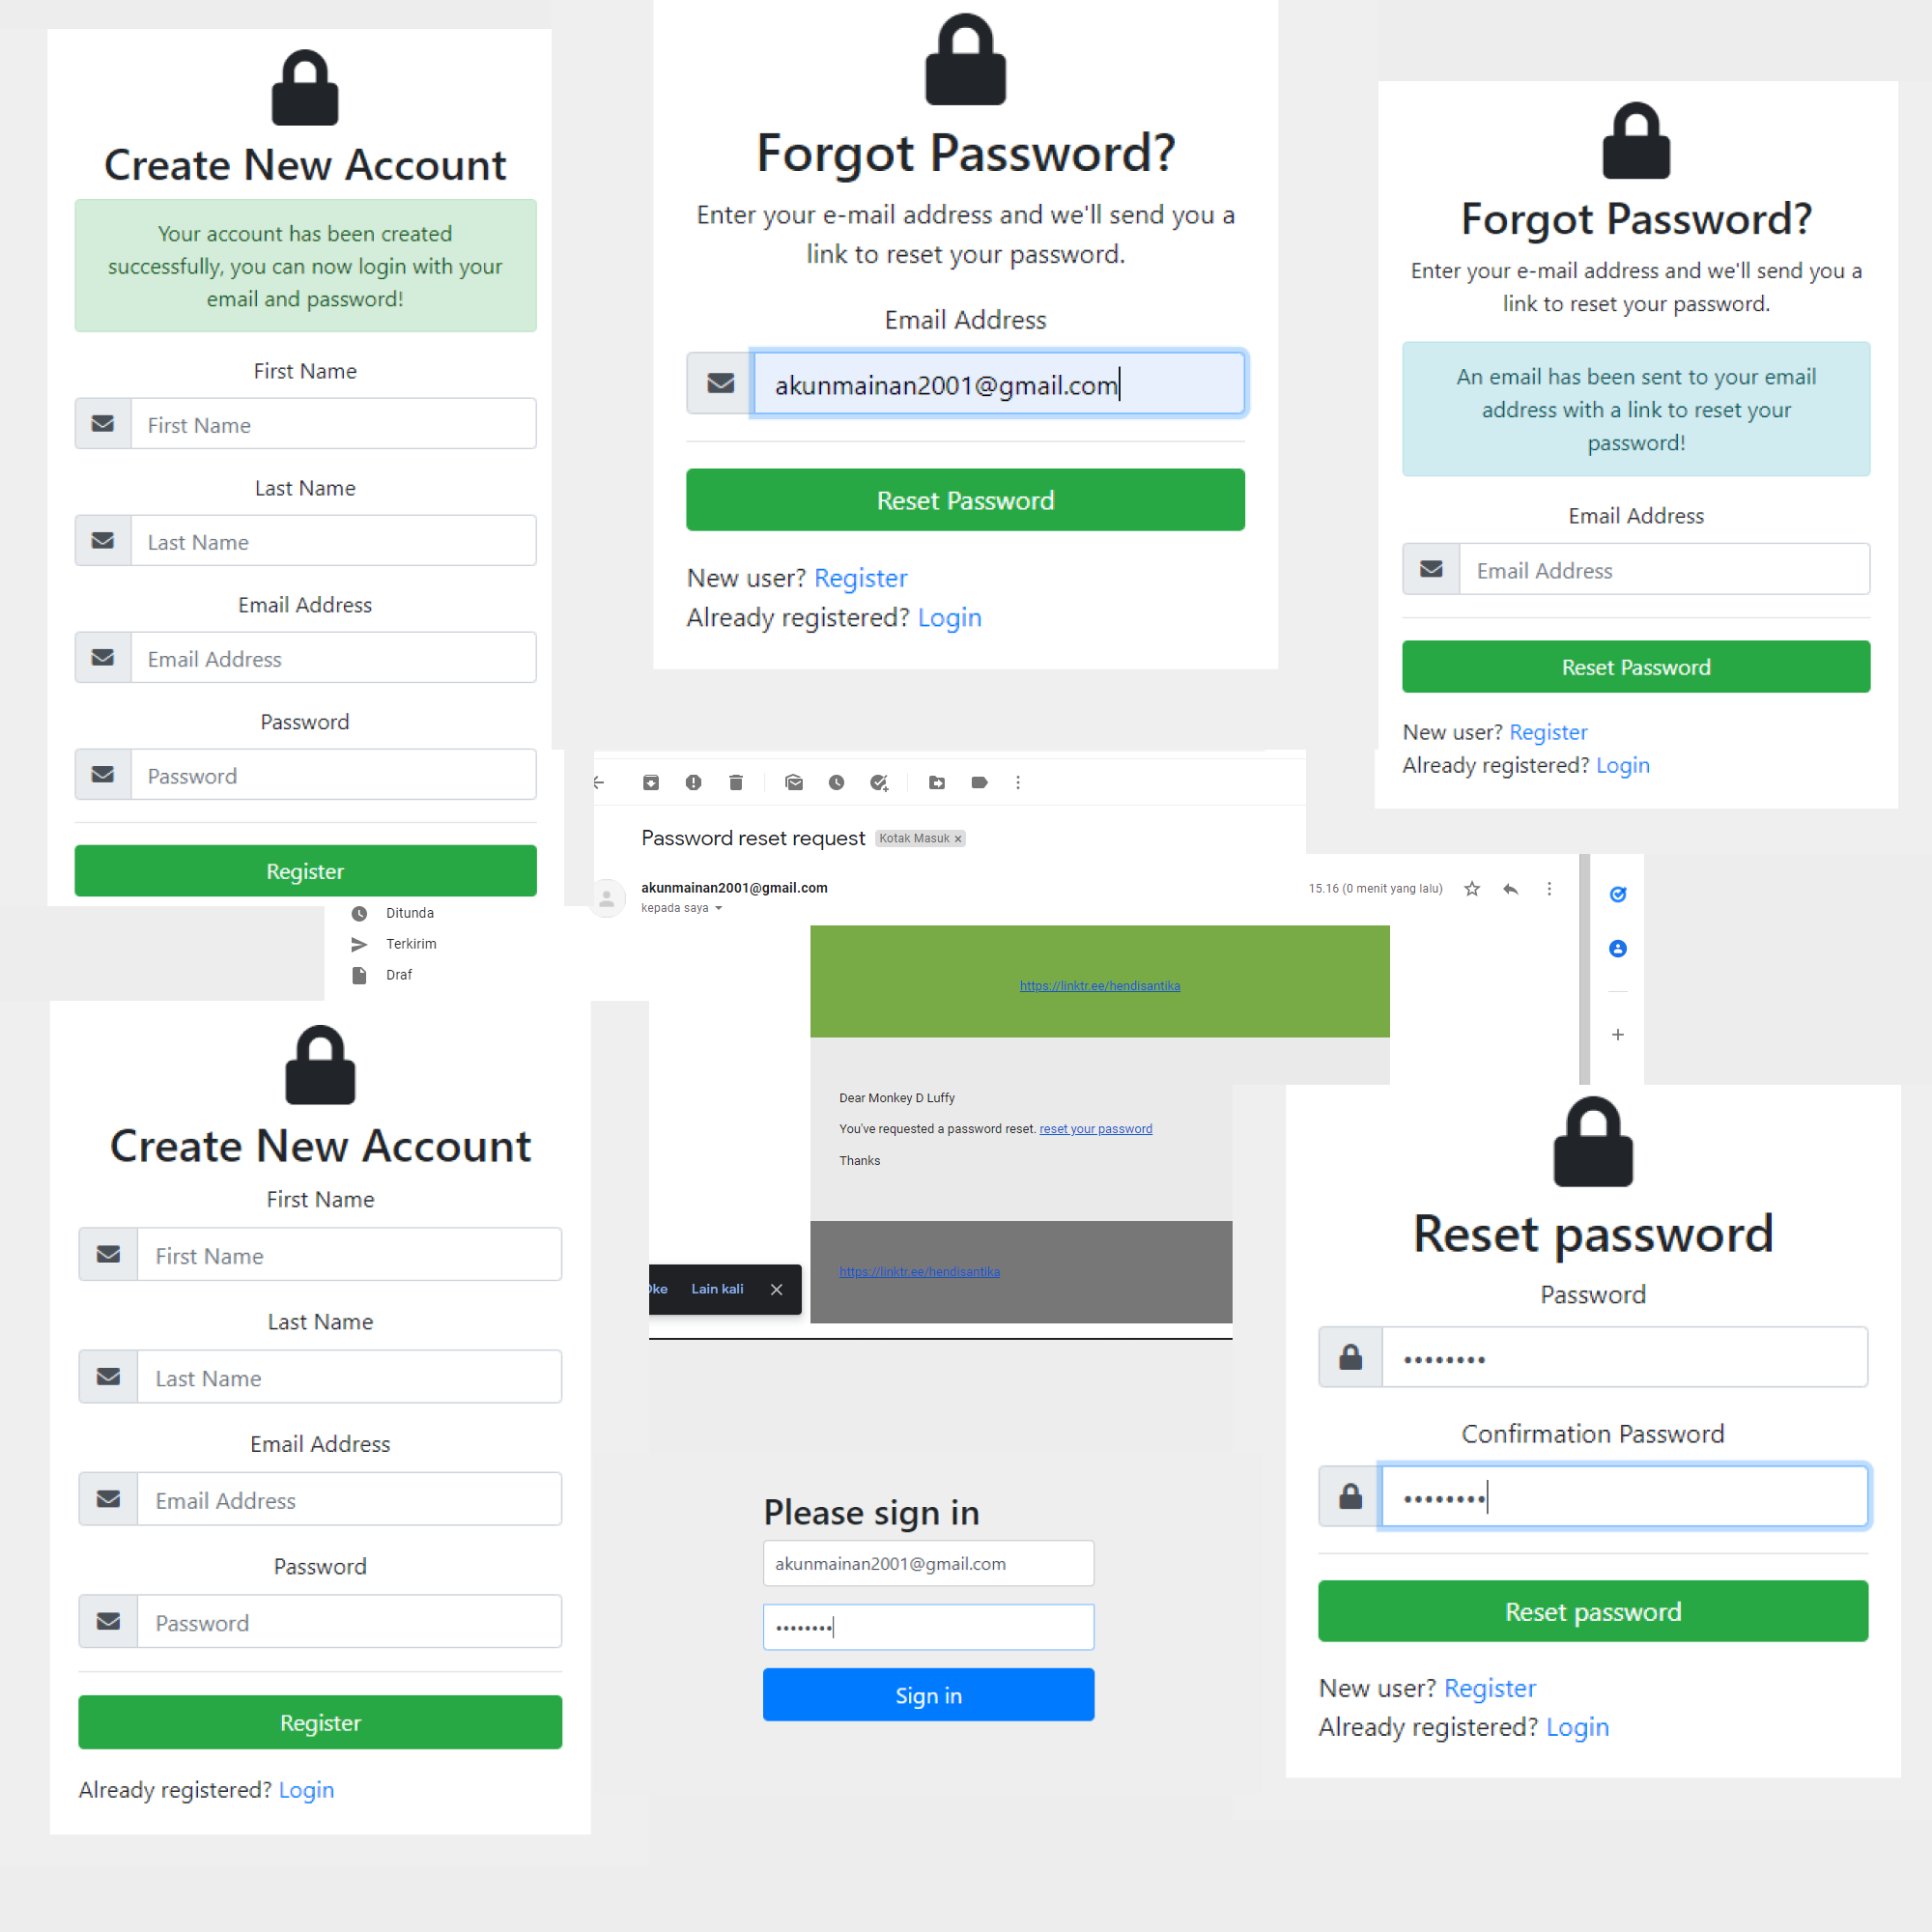 Create New Account
Your account has been created
successfully, you can now login with your
email and password!
First Name
First Name
Last Name
Last Name
Email Address
Email Address
Password
Password
Register
Forgot Password?
Enter your e-mail address and we'll send you a
link to reset your password.
Email Address
akunmainan2001@gmail.com
Reset Password
New user? Register
Already registered? Login
Forgot Password?
Enter your e-mail address and we'll send you a
link to reset your password.
An email has been sent to your email
address with a link to reset your
password!
Email Address
Email Address
Reset Password
New user? Register
Already registered? Login
Password reset request Kotak Masuk ×
akunmainan2001@gmail.com 15.16 (0 menit yang lalu)
kepada saya
Ditunda
Terkirim
Draf
https://linktr.ee/hendisantika
Dear Monkey D Luffy
You've requested a password reset. reset your password
Thanks
https://linktr.ee/hendisantika
Lain kali
Create New Account
First Name
First Name
Last Name
Last Name
Email Address
Email Address
Password
Password
Register
Already registered? Login
Please sign in
akunmainan2001@gmail.com
••••••••
Sign in
Reset password
Password
••••••••
Confirmation Password
••••••••
Reset password
New user? Register
Already registered? Login